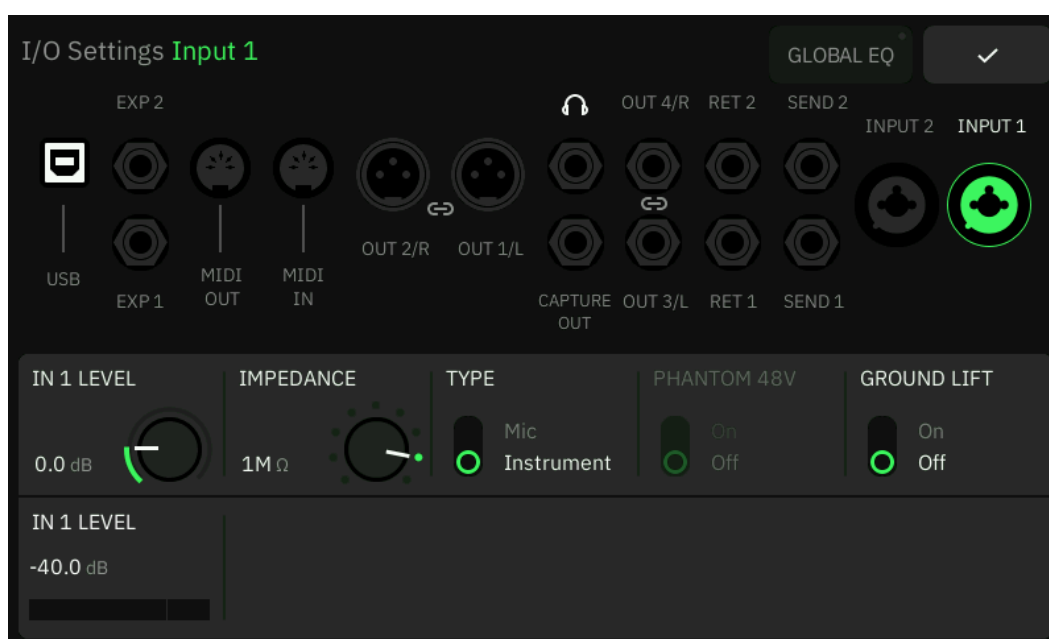 I/O Settings Input 1
GLOBAL EQ
EXP 2
OUT 4/R
RET 2
SEND 2
INPUT 2
INPUT 1
USB
EXP 1
MIDI
OUT
MIDI
IN
OUT 2/R
OUT 1/L
CAPTURE
OUT
OUT 3/L
RET 1
SEND 1
IN 1 LEVEL
0.0 dB
IMPEDANCE
1M Ω
TYPE
Mic
Instrument
PHANTOM 48V
On
Off
GROUND LIFT
On
Off
IN 1 LEVEL
-40.0 dB